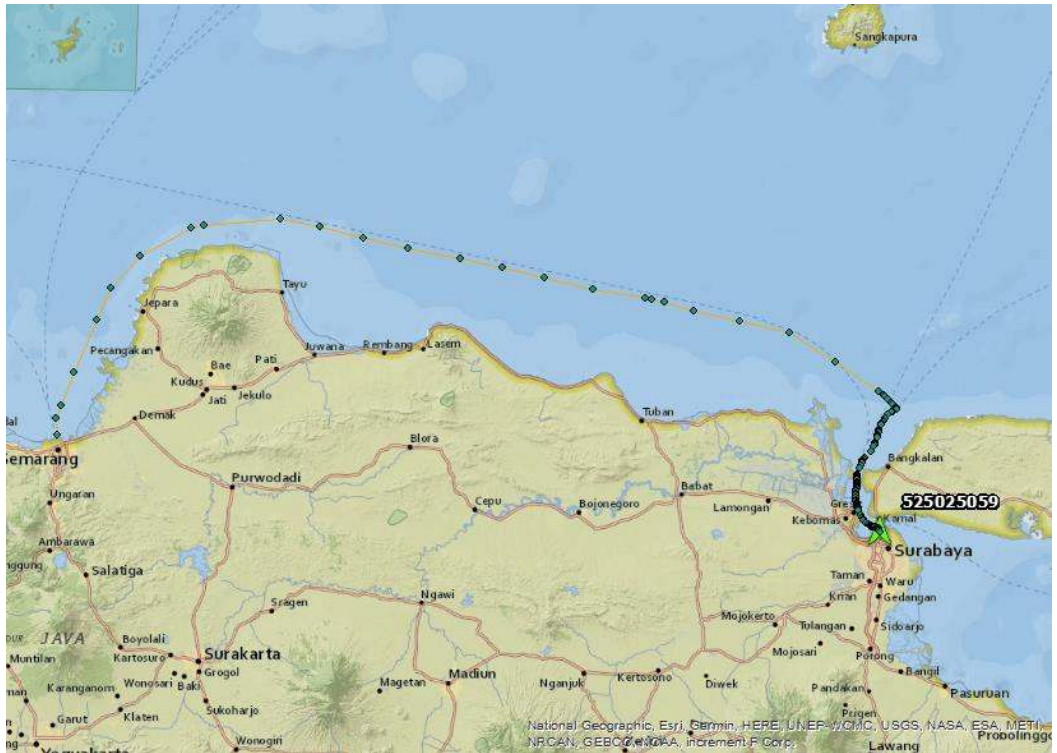 Sangkapura
Jepara
Tayu
Pecangakan
Bae
Pati
Juwana
Rembang
Lasem
Kudus
Jati
Jekulo
Demak
Tuban
Semarang
Blora
Bangkalan
Purwodadi
Ungaran
Cepu
Bojonegoro
Babat
Lamongan
Kebomas
525025059
Kamal
Ambarawa
Surabaya
Salatiga
Taman
Waru
Gedangan
Sragen
Ngawi
Krian
Mojokerto
Tulangan
Sidoarjo
JAVA
Boyolali
Kartosuro
Surakarta
Mojosari
Porong
Muntilan
Wonosari
Baki
Grogol
Madiun
Nganjuk
Kertosono
Diwek
Bangil
Karanganom
Magetan
Pandakan
Pasuruan
Sukoharjo
Garut
Klaten
Prigen
Wonogiri
Lawang
National Geographic, Esri, Garmin, HERE, UNEP-WCMC, USGS, NASA, ESA, METI,
NRCAN, GEBCO, NOAA, increment P Corp.